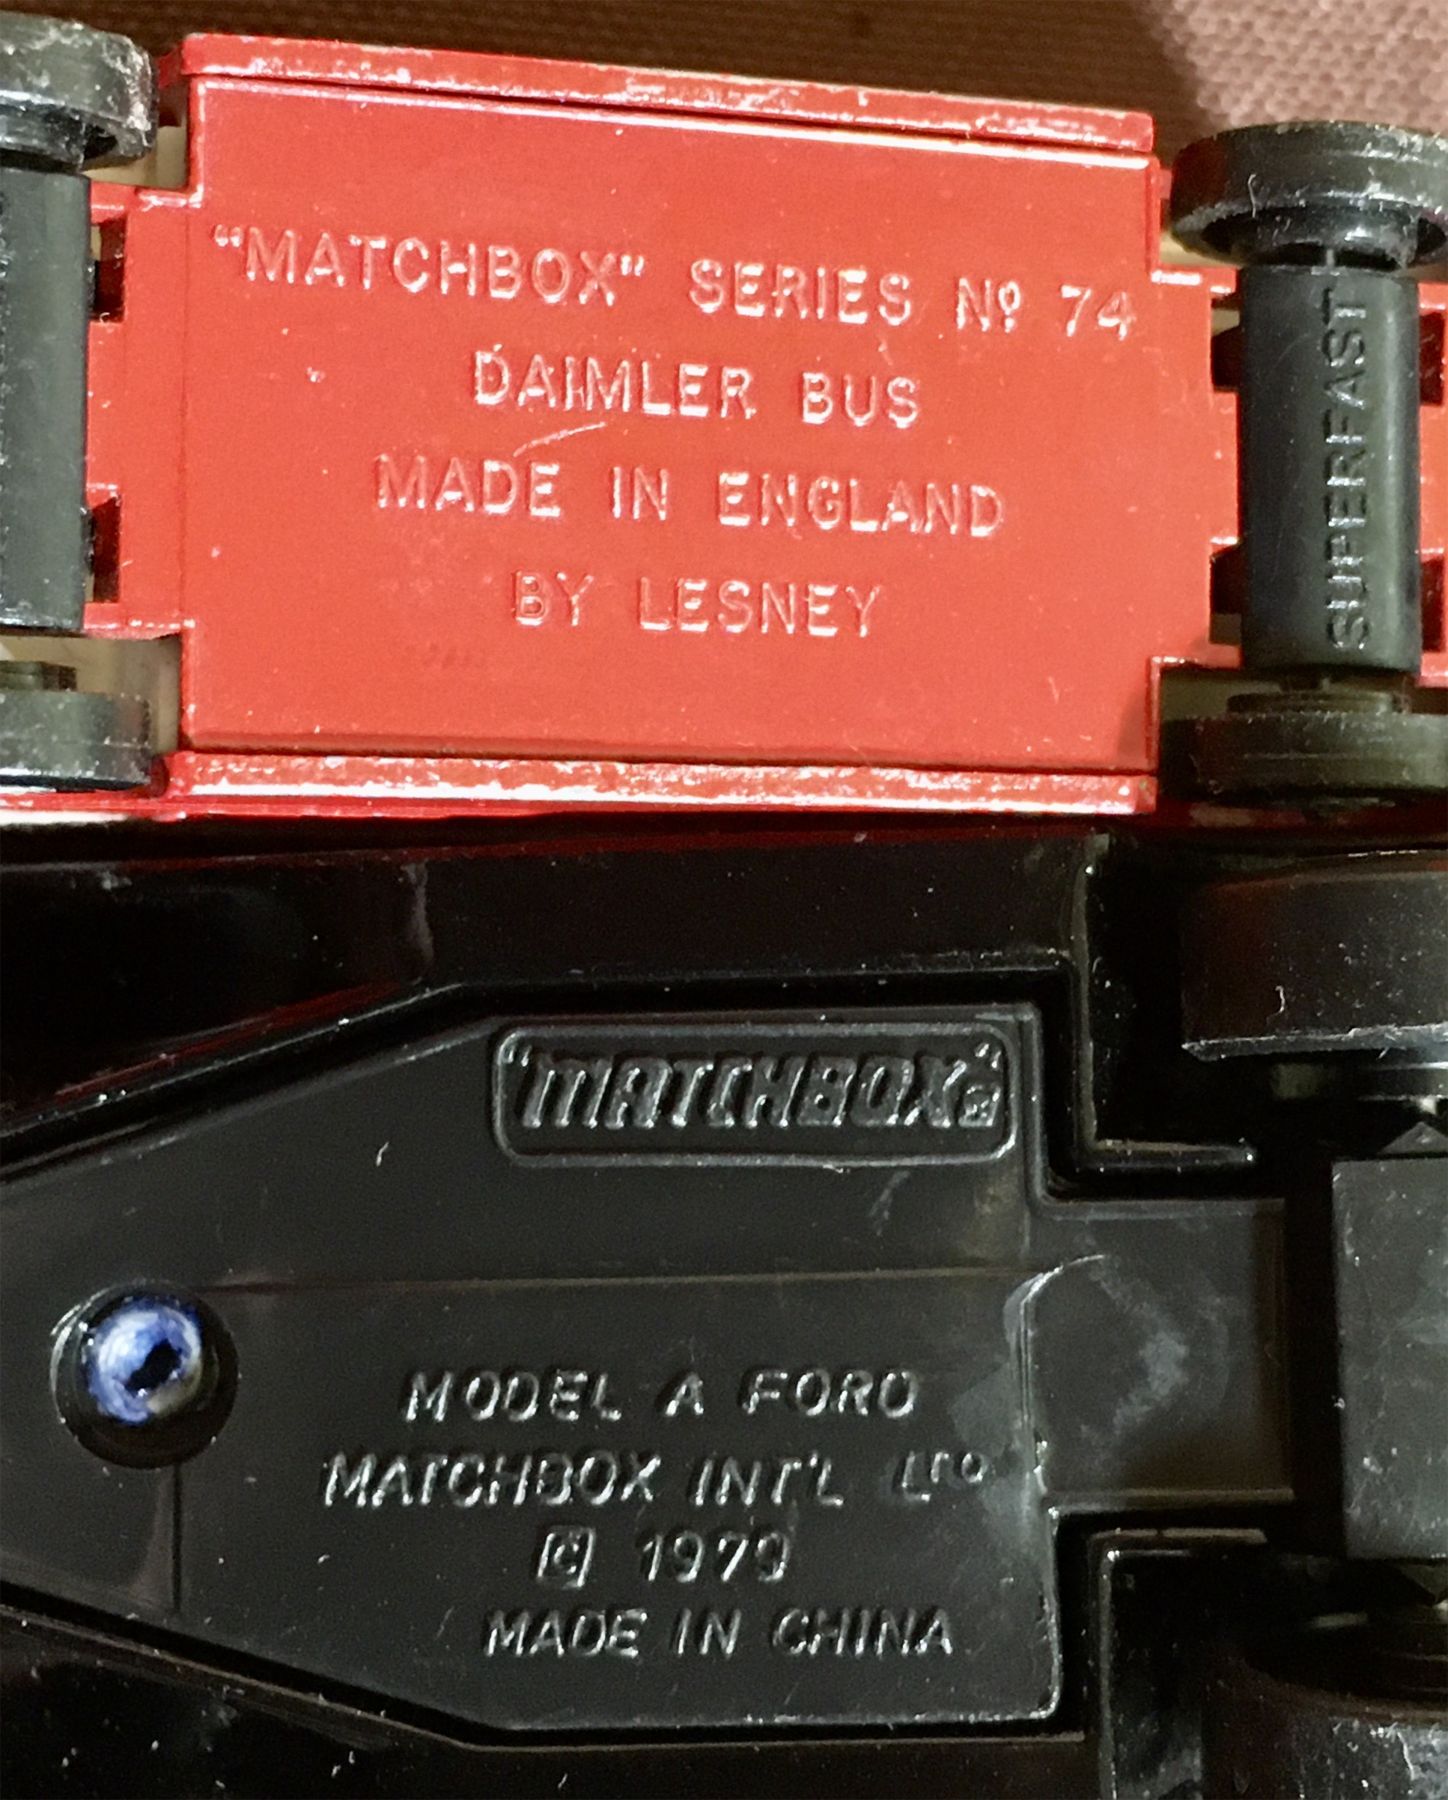 "MATCHBOX" SERIES Nº 74
DAIMLER BUS
MADE IN ENGLAND
BY LESNEY
SUPERFAST
"MATCHBOX"®
MODEL A FORD
MATCHBOX INT'L LTD
© 1979
MADE IN CHINA